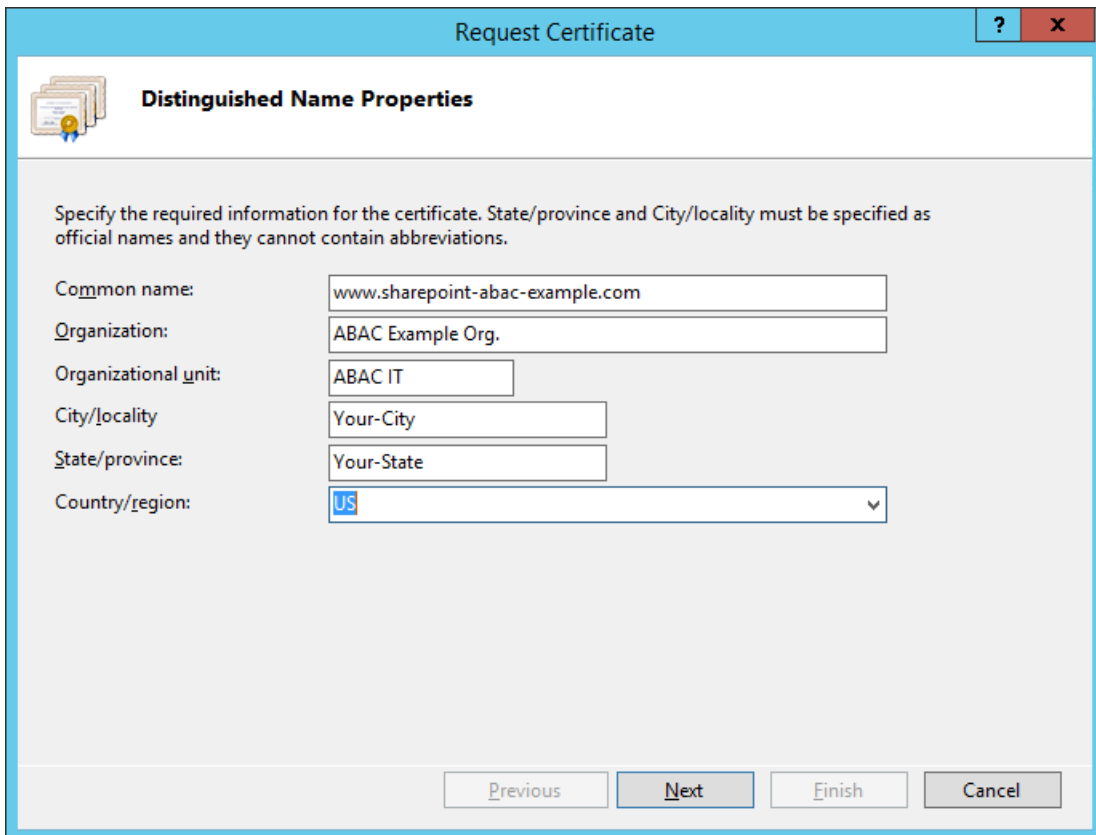 Request Certificate
?
x
Distinguished Name Properties
Specify the required information for the certificate. State/province and City/locality must be specified as
official names and they cannot contain abbreviations.
Common name:
www.sharepoint-abac-example.com
Organization:
ABAC Example Org.
Organizational unit:
ABAC IT
City/locality
Your-City
State/province:
Your-State
Country/region:
US
Previous
Next
Finish
Cancel